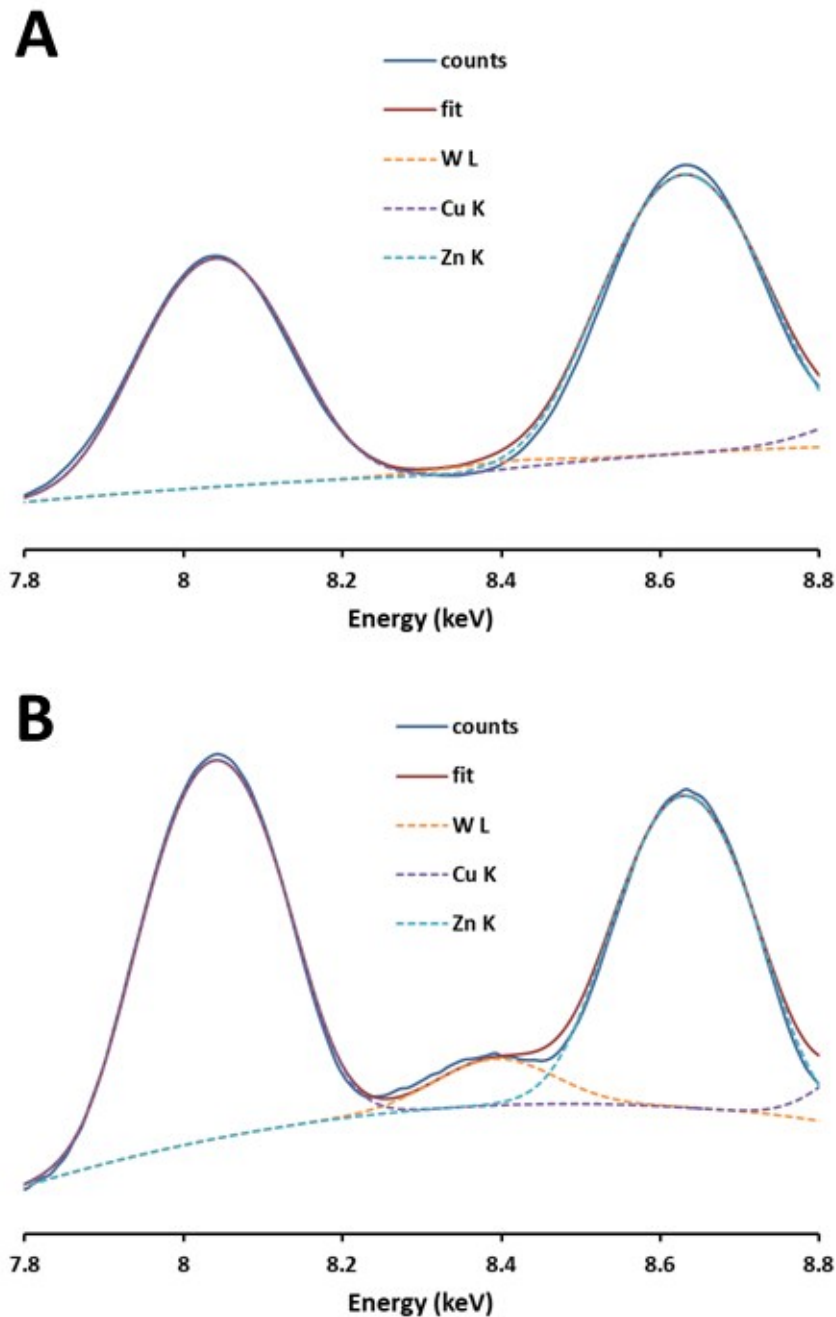 A
counts
fit
W L
Cu K
Zn K
7.8 8 8.2 8.4 8.6 8.8
Energy (keV)
B
counts
fit
W L
Cu K
Zn K
7.8 8 8.2 8.4 8.6 8.8
Energy (keV)